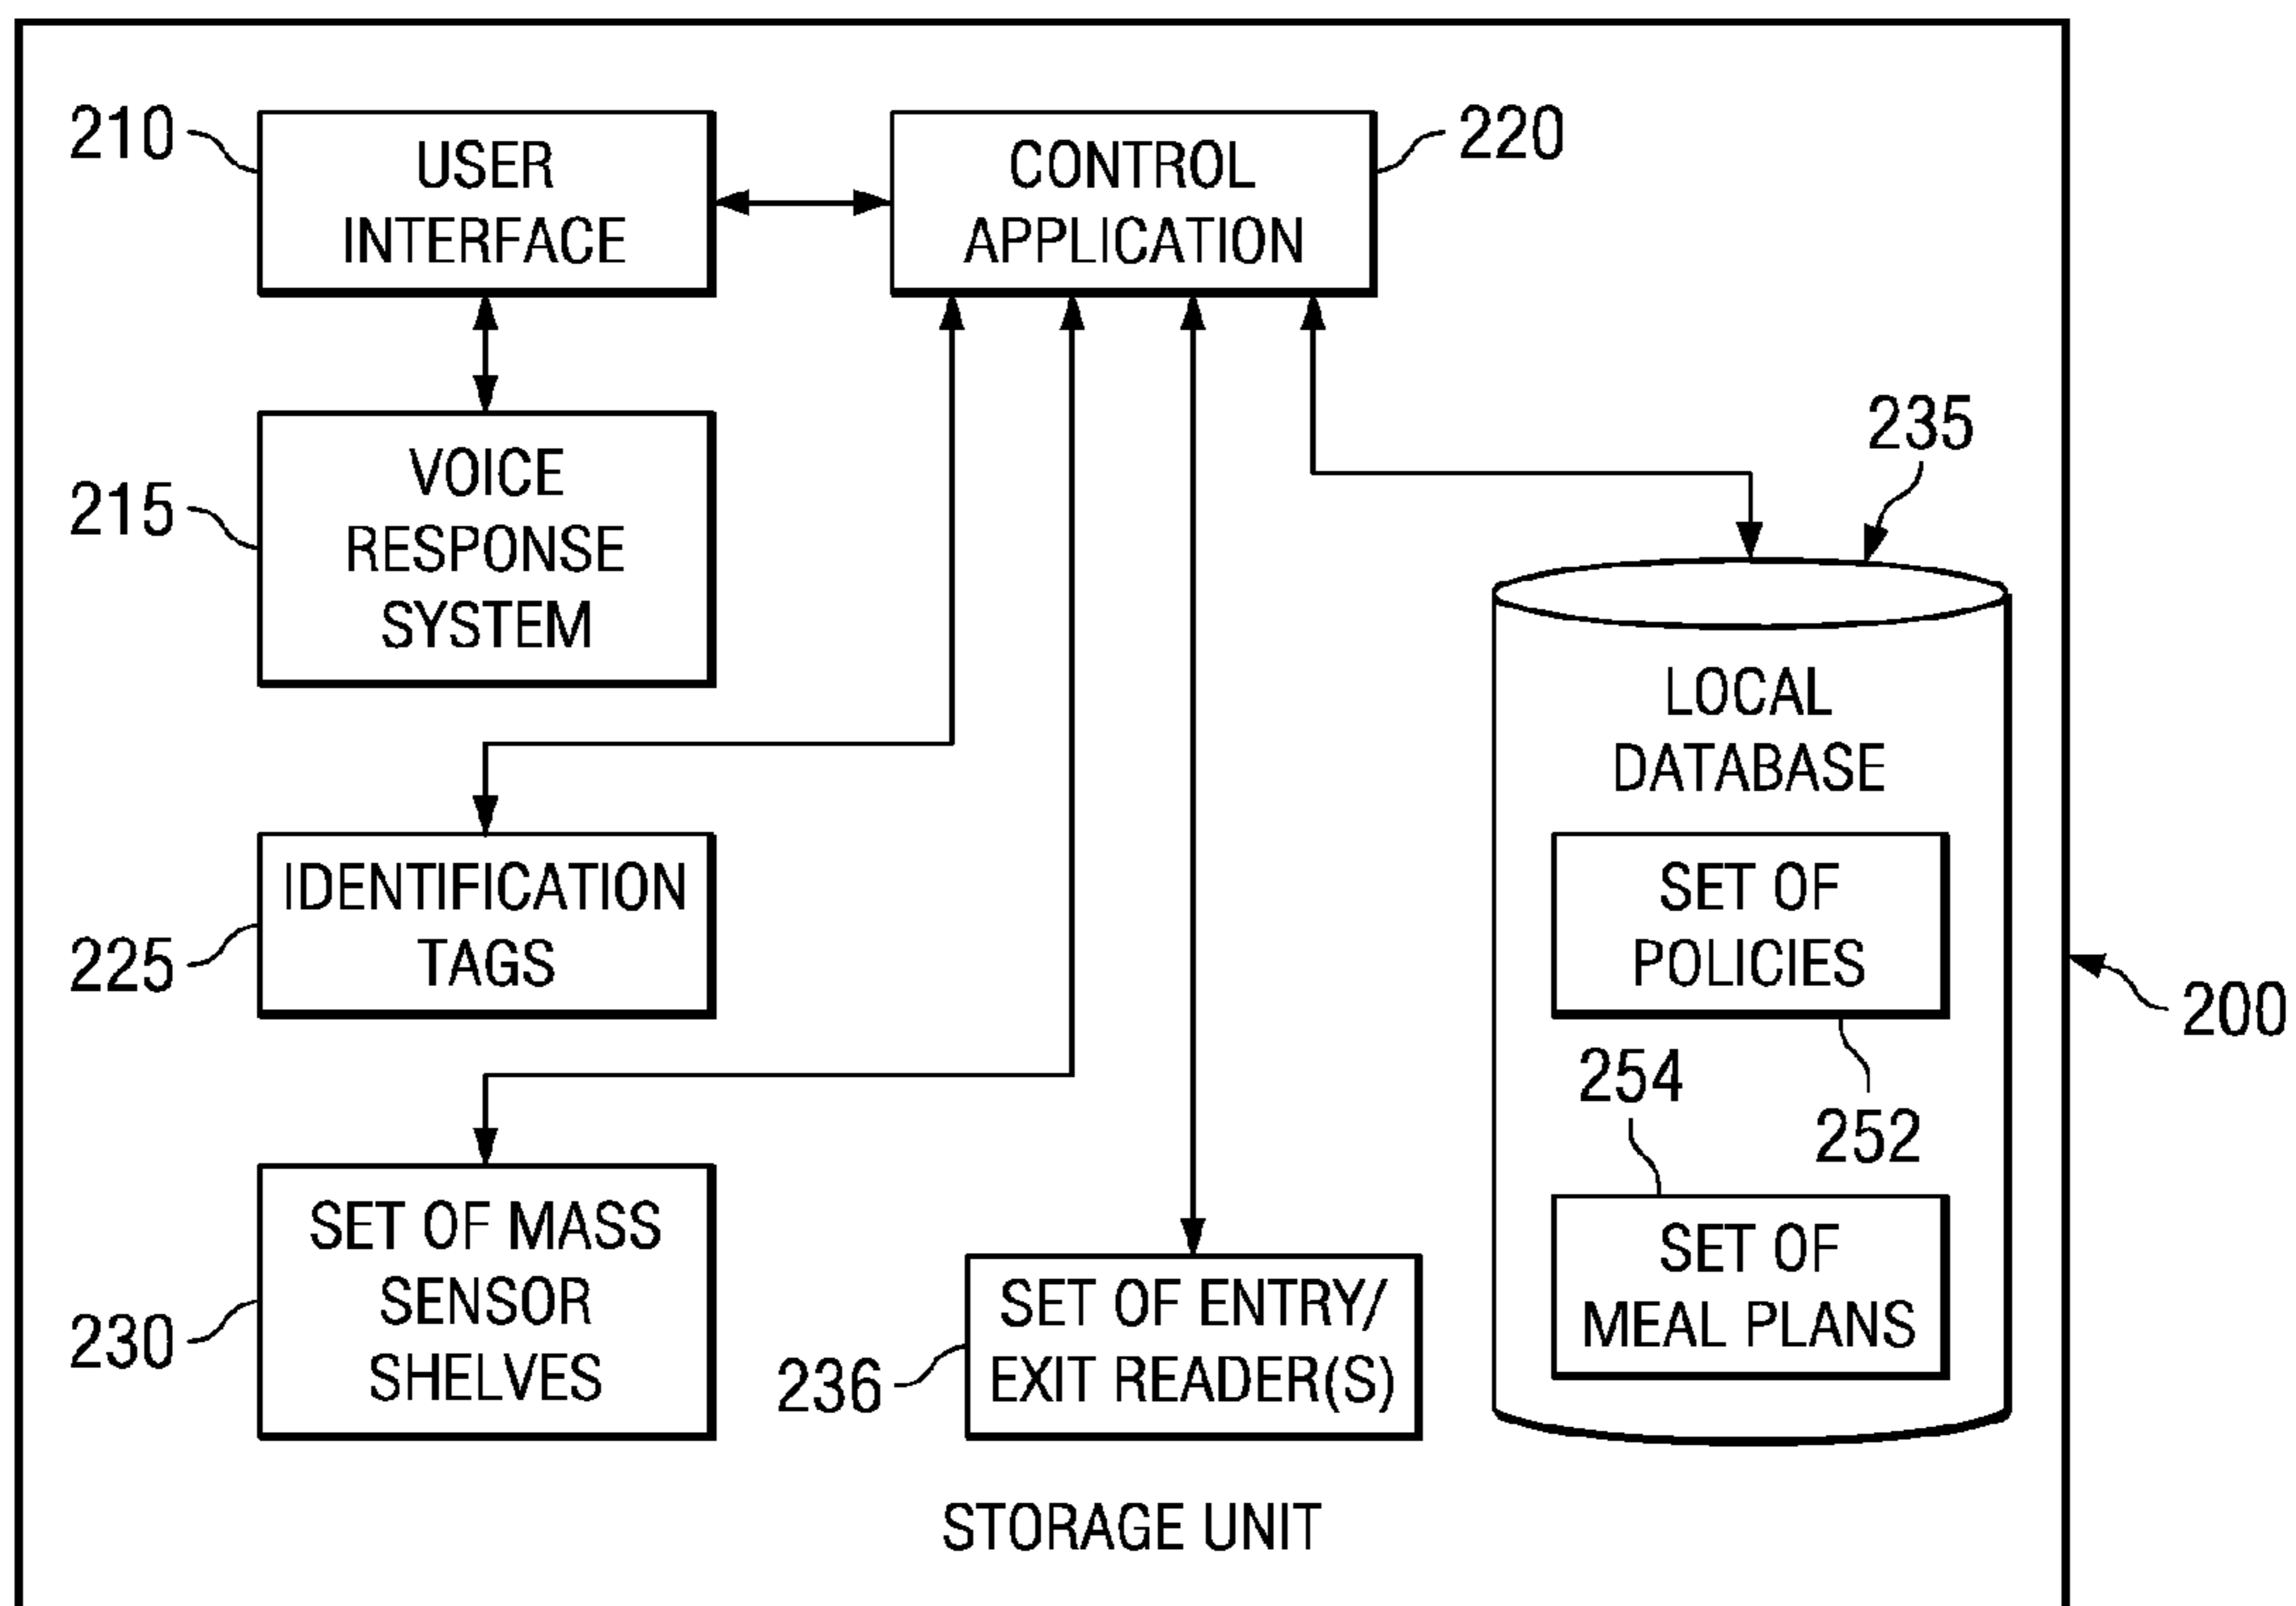 210
USER
INTERFACE
CONTROL
APPLICATION
220
215
VOICE
RESPONSE
SYSTEM
235
LOCAL
DATABASE
225
IDENTIFICATION
TAGS
SET OF
POLICIES
200
254
252
230
SET OF MASS
SENSOR
SHELVES
236
SET OF ENTRY/
EXIT READER(S)
SET OF
MEAL PLANS
STORAGE UNIT